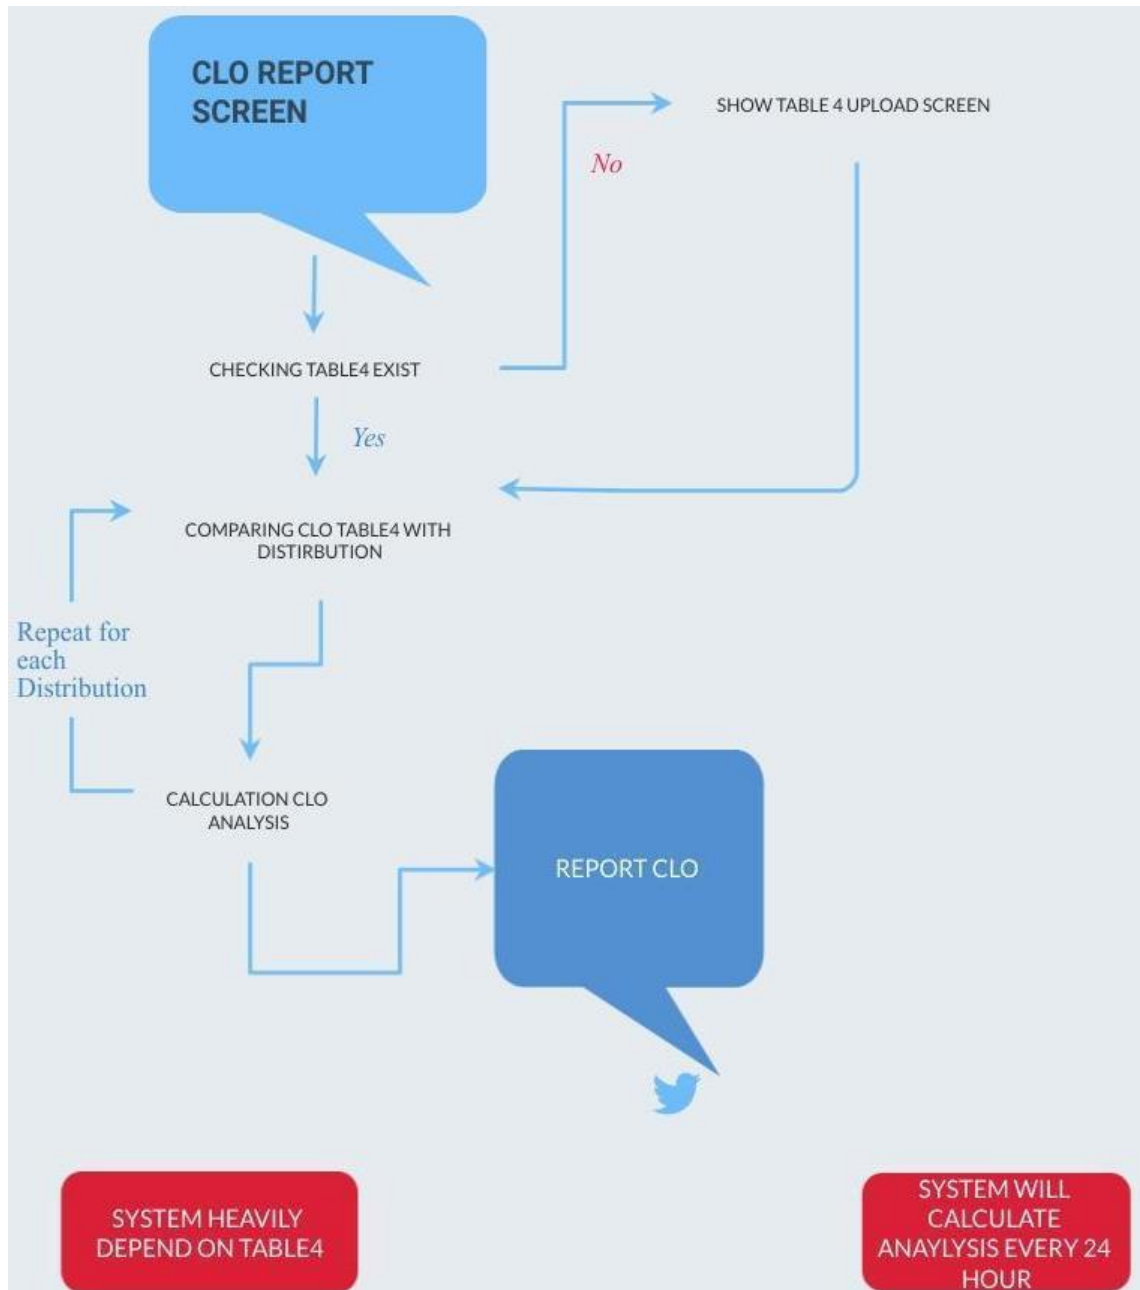 CLO REPORT
SCREEN
SHOW TABLE 4 UPLOAD SCREEN
No
CHECKING TABLE4 EXIST
Yes
COMPARING CLO TABLE4 WITH
DISTIRBUTION
Repeat for
each
Distribution
CALCULATION CLO
ANALYSIS
REPORT CLO
SYSTEM HEAVILY
DEPEND ON TABLE4
SYSTEM WILL
CALCULATE
ANAYLYSIS EVERY 24
HOUR